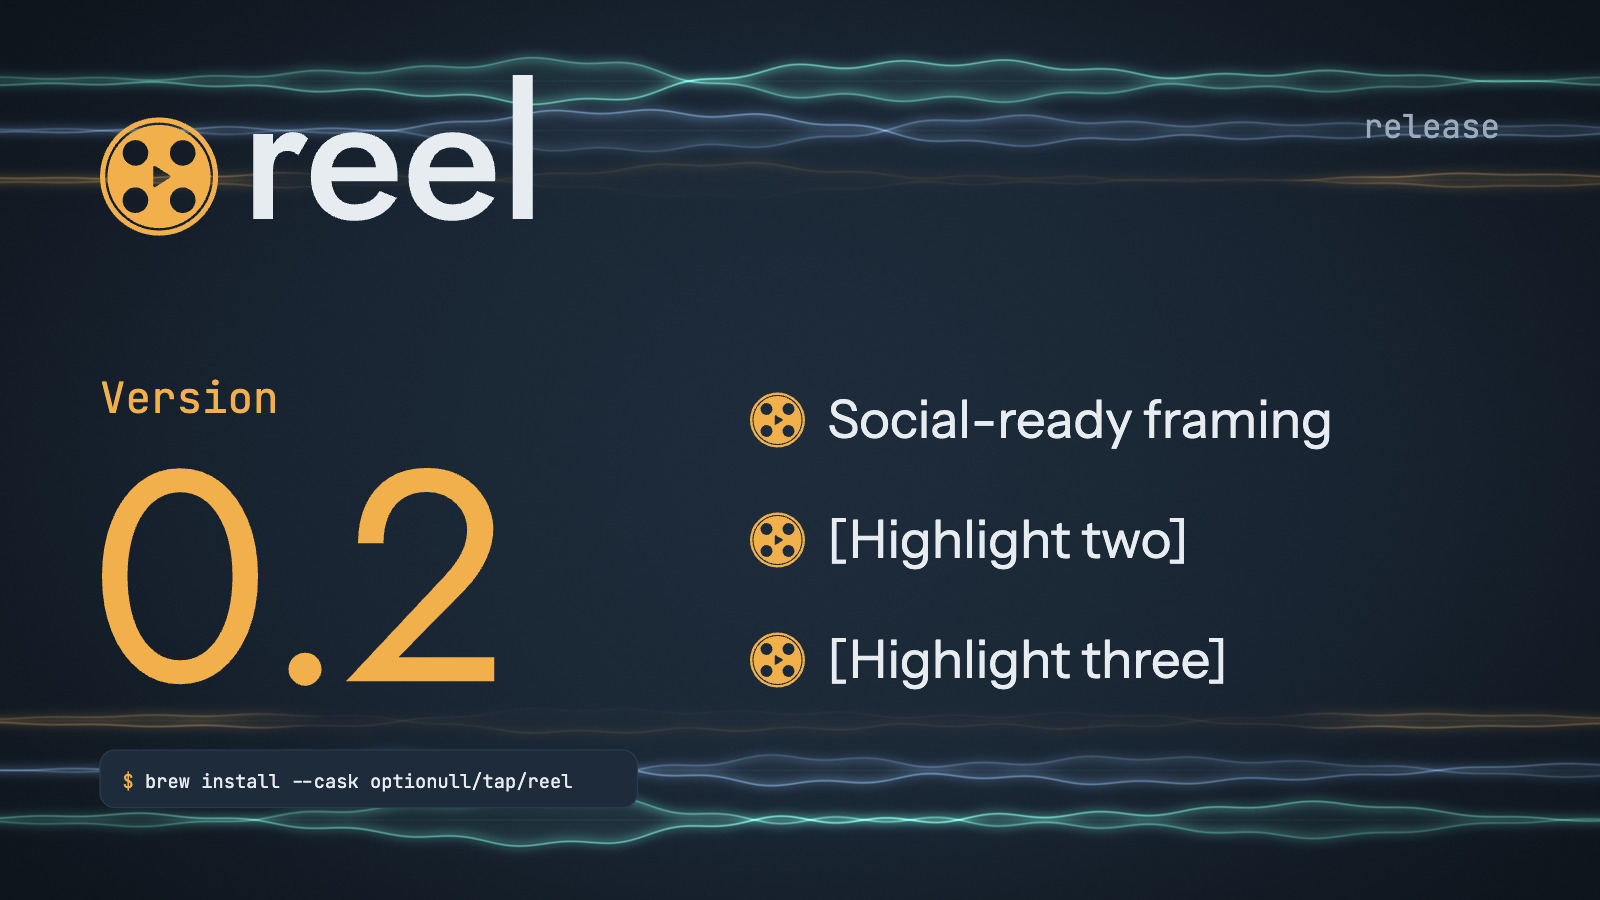 reel
release
Version
0.2
Social-ready framing
[Highlight two]
[Highlight three]
$ brew install --cask optionull/tap/reel